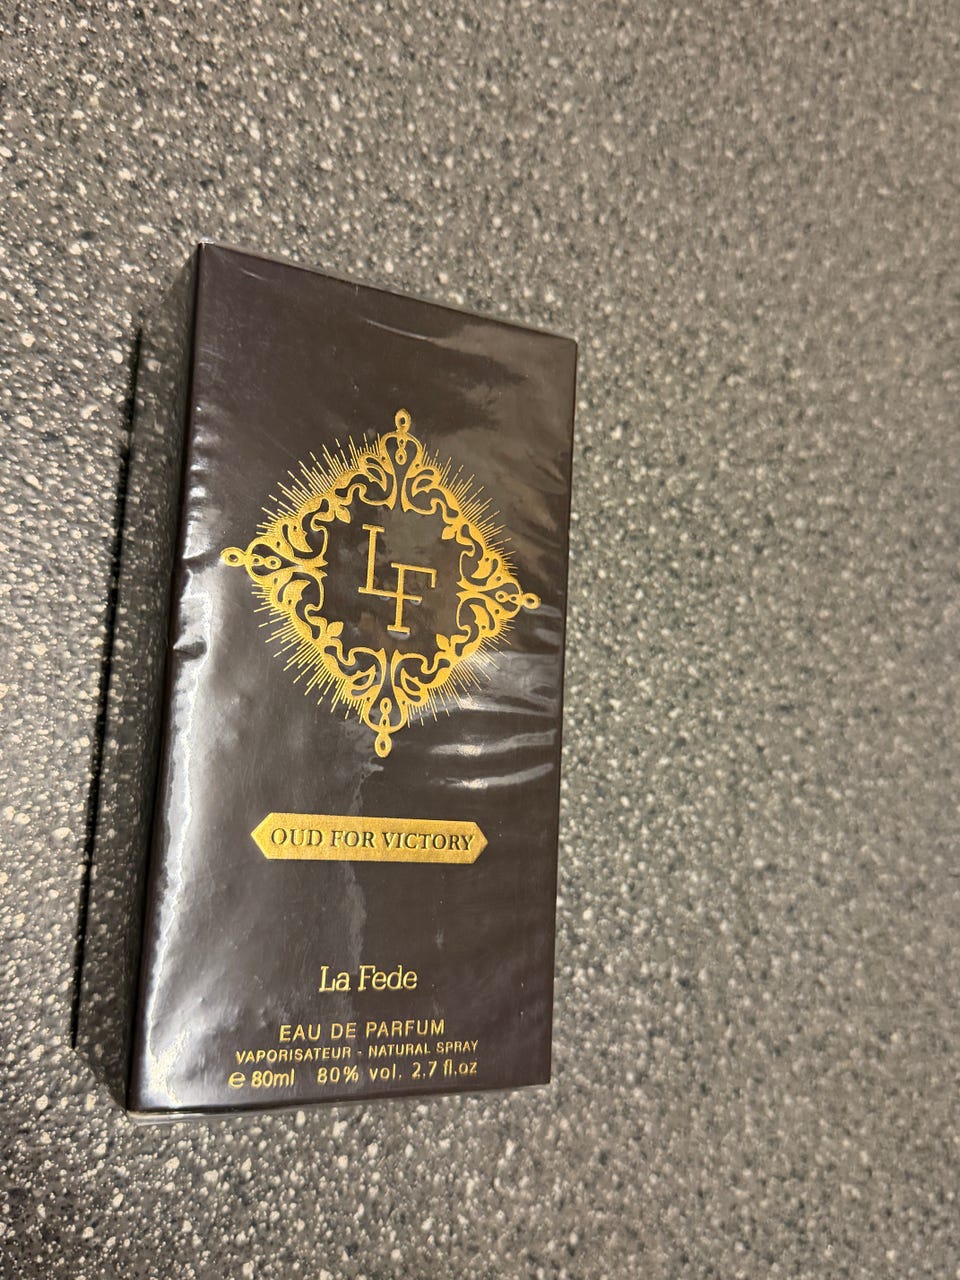 LF
OUD FOR VICTORY
La Fede
EAU DE PARFUM
VAPORISATEUR - NATURAL SPRAY
℮ 80ml 80% vol. 2.7 fl.oz